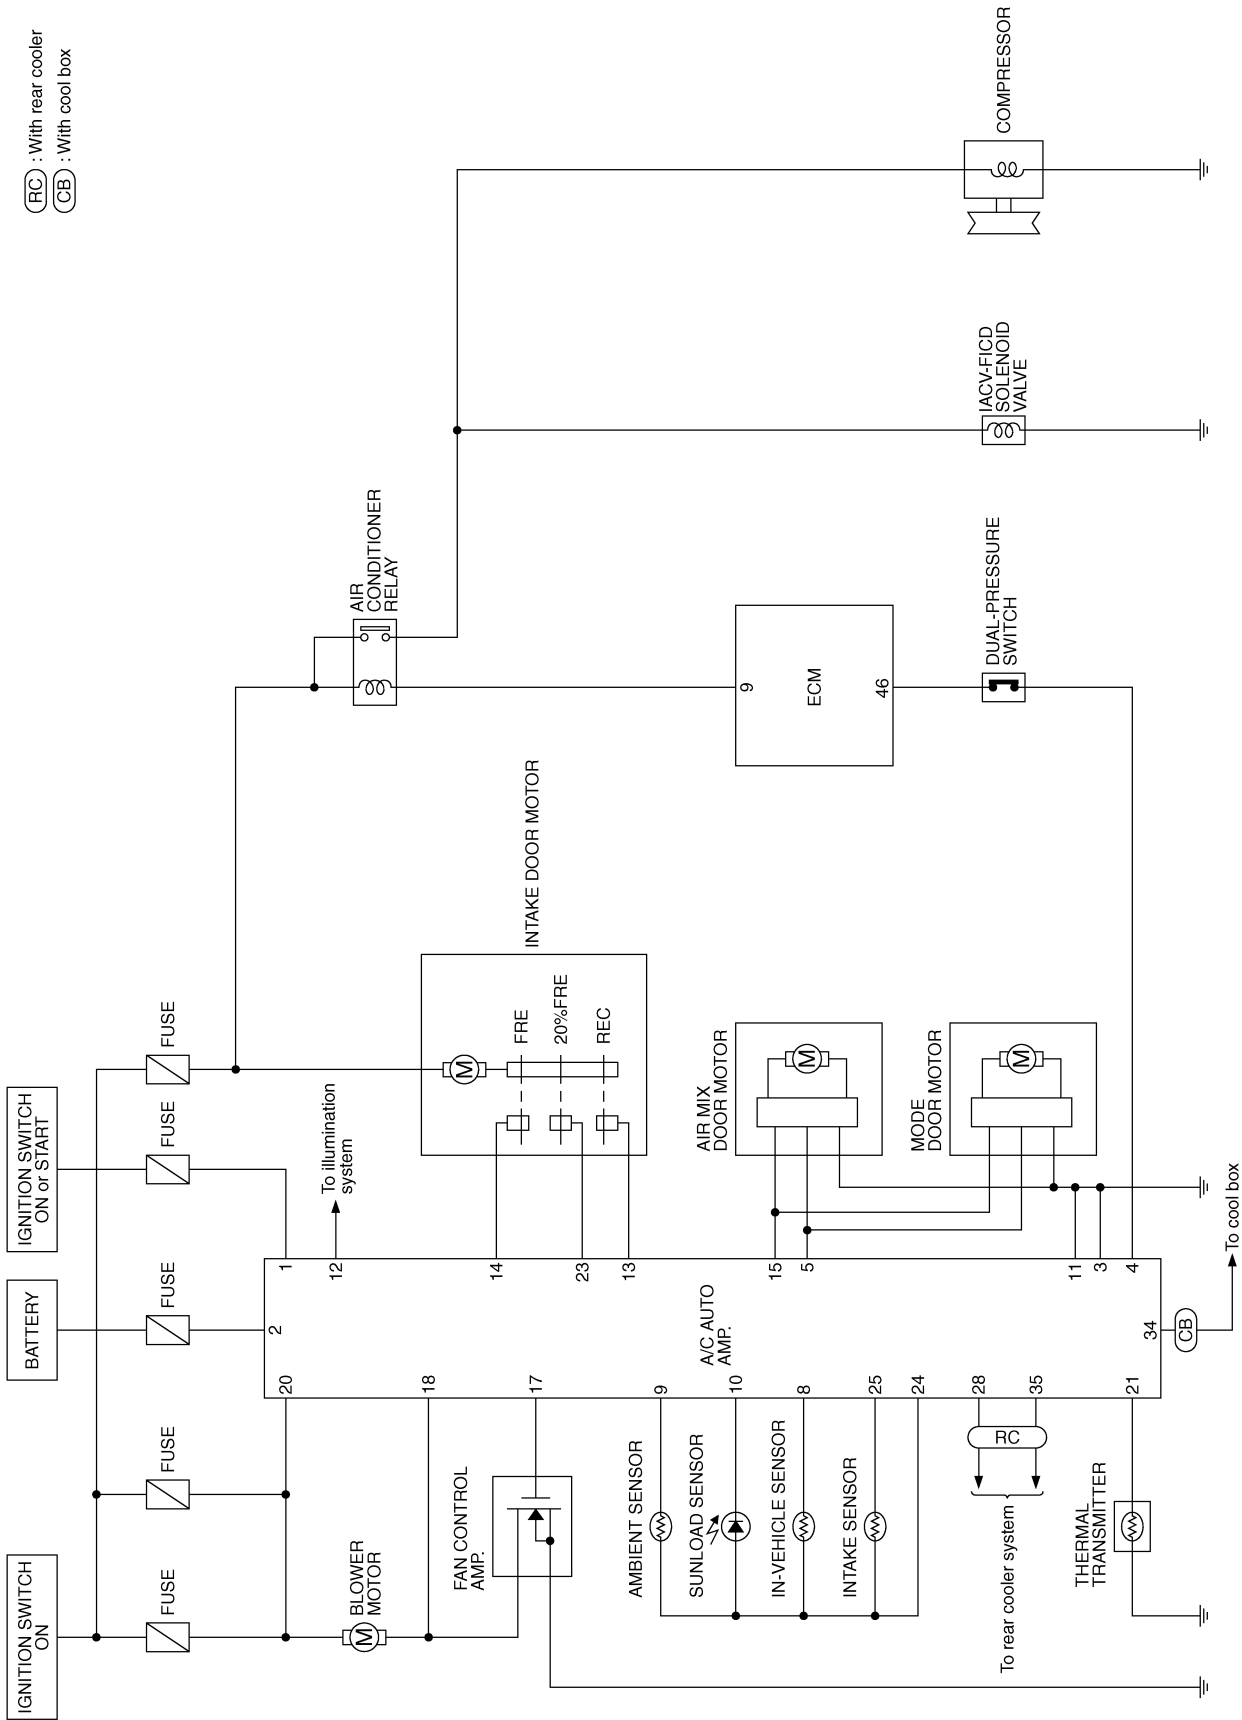 IGNITION SWITCH
ON
BATTERY
IGNITION SWITCH
ON or START
RC : With rear cooler
CB : With cool box
FUSE
FUSE
FUSE
FUSE
FUSE
20
2
1
12
To illumination
system
AIR
CONDITIONER
RELAY
BLOWER
MOTOR
M
18
14
M
INTAKE DOOR MOTOR
FAN CONTROL
AMP.
17
FRE
23
20%FRE
13
REC
AMBIENT SENSOR
9
SUNLOAD SENSOR
10
IN-VEHICLE SENSOR
8
INTAKE SENSOR
25
24
A/C AUTO
AMP.
15
5
AIR MIX
DOOR MOTOR
M
9
ECM
46
MODE
DOOR MOTOR
M
28
35
RC
To rear cooler system
11
3
4
DUAL-PRESSURE
SWITCH
IACV-FICD
SOLENOID
VALVE
COMPRESSOR
THERMAL
TRANSMITTER
21
34
CB
To cool box